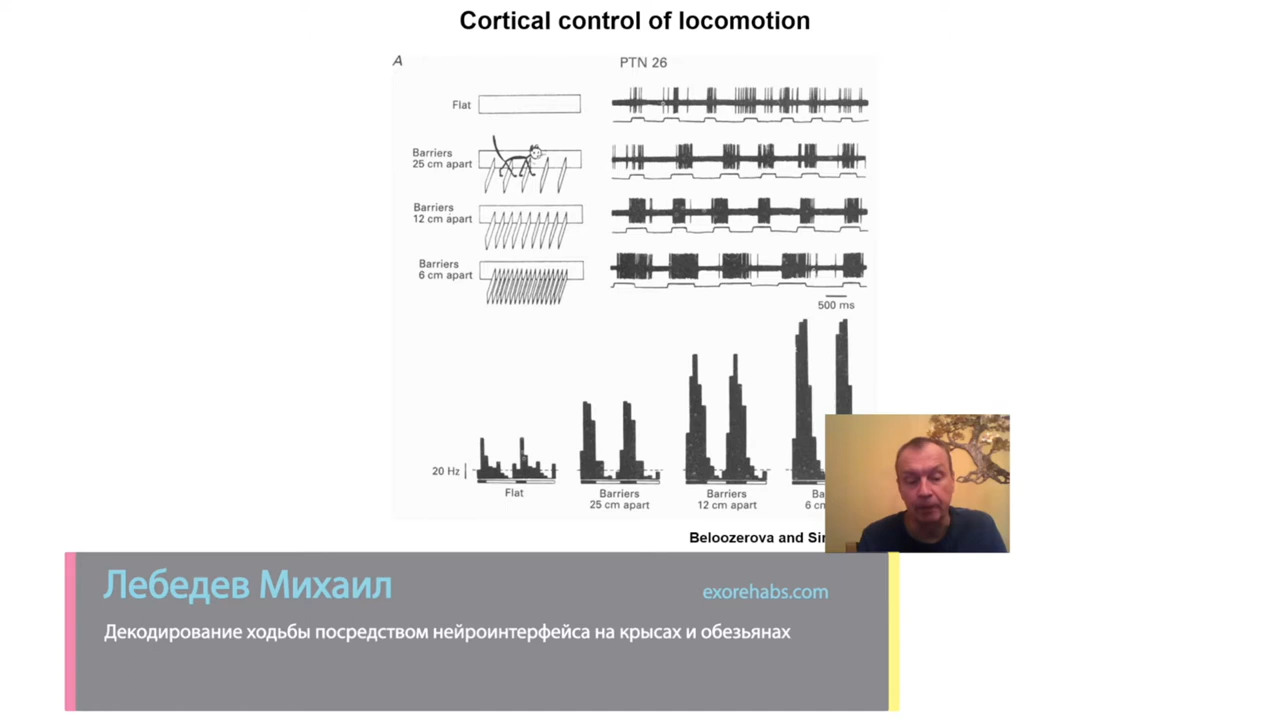 Cortical control of locomotion
A
PTN 26
Flat
Barriers
25 cm apart
Barriers
12 cm apart
Barriers
6 cm apart
500 ms
20 Hz
Flat
Barriers
25 cm apart
Barriers
12 cm apart
Beloozerova and
Лебедев Михаил
exorehabs.com
Декодирование ходьбы посредством нейроинтерфейса на крысах и обезьянах